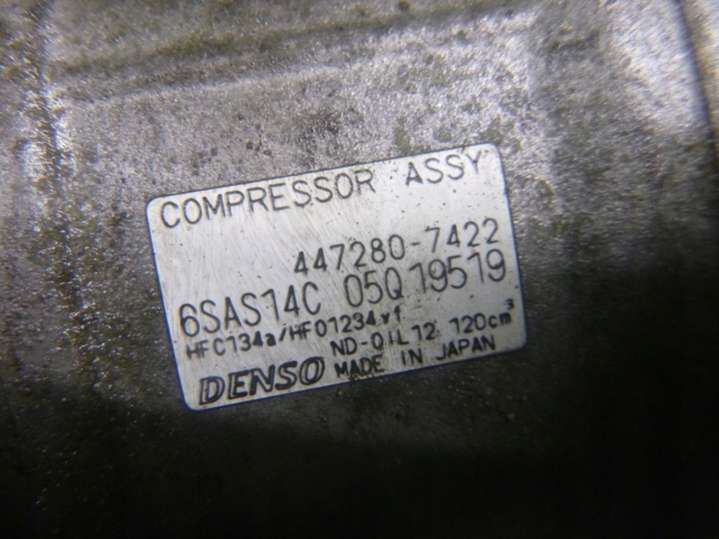 COMPRESSOR ASSY
447280-7422
6SAS14C 05Q19519
HFC134a/HFO1234yf
ND-OIL12 120cm³
DENSO MADE IN JAPAN